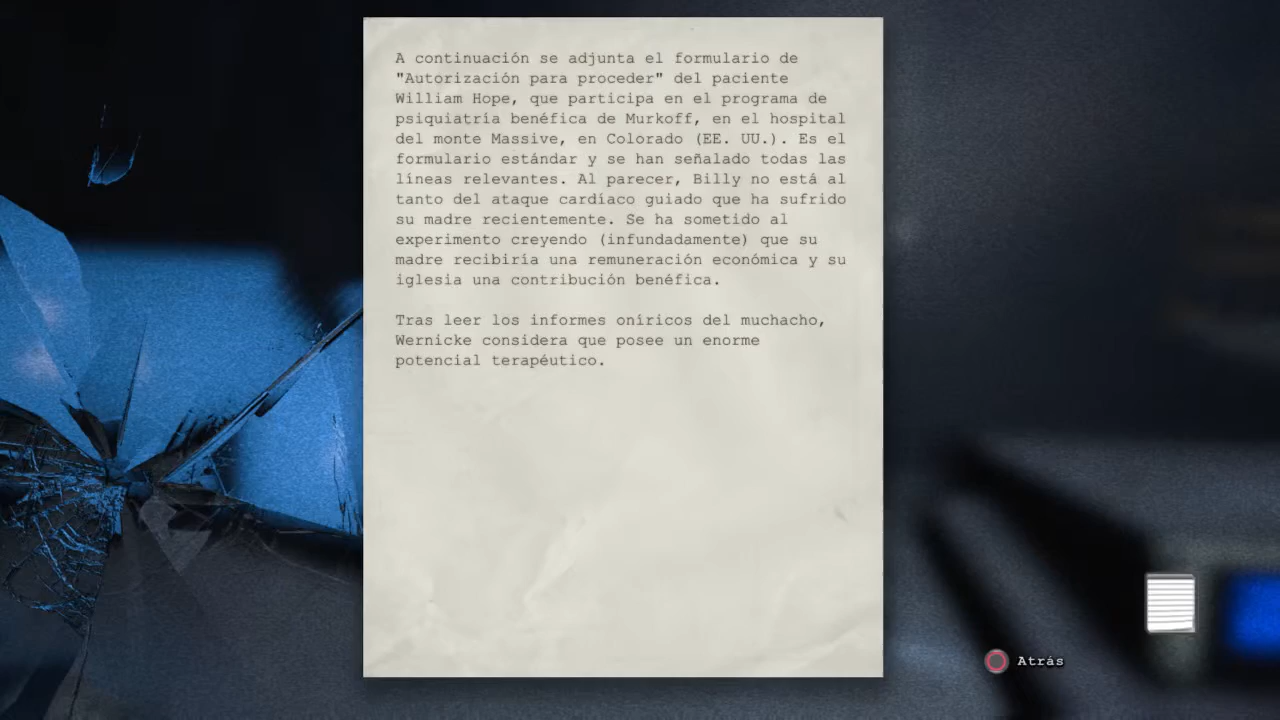 A continuación se adjunta el formulario de
"Autorización para proceder" del paciente
William Hope, que participa en el programa de
psiquiatría benéfica de Murkoff, en el hospital
del monte Massive, en Colorado (EE. UU.). Es el
formulario estándar y se han señalado todas las
líneas relevantes. Al parecer, Billy no está al
tanto del ataque cardíaco guiado que ha sufrido
su madre recientemente. Se ha sometido al
experimento creyendo (infundadamente) que su
madre recibiría una remuneración económica y su
iglesia una contribución benéfica.
Tras leer los informes oníricos del muchacho,
Wernicke considera que posee un enorme
potencial terapéutico.
Atrás